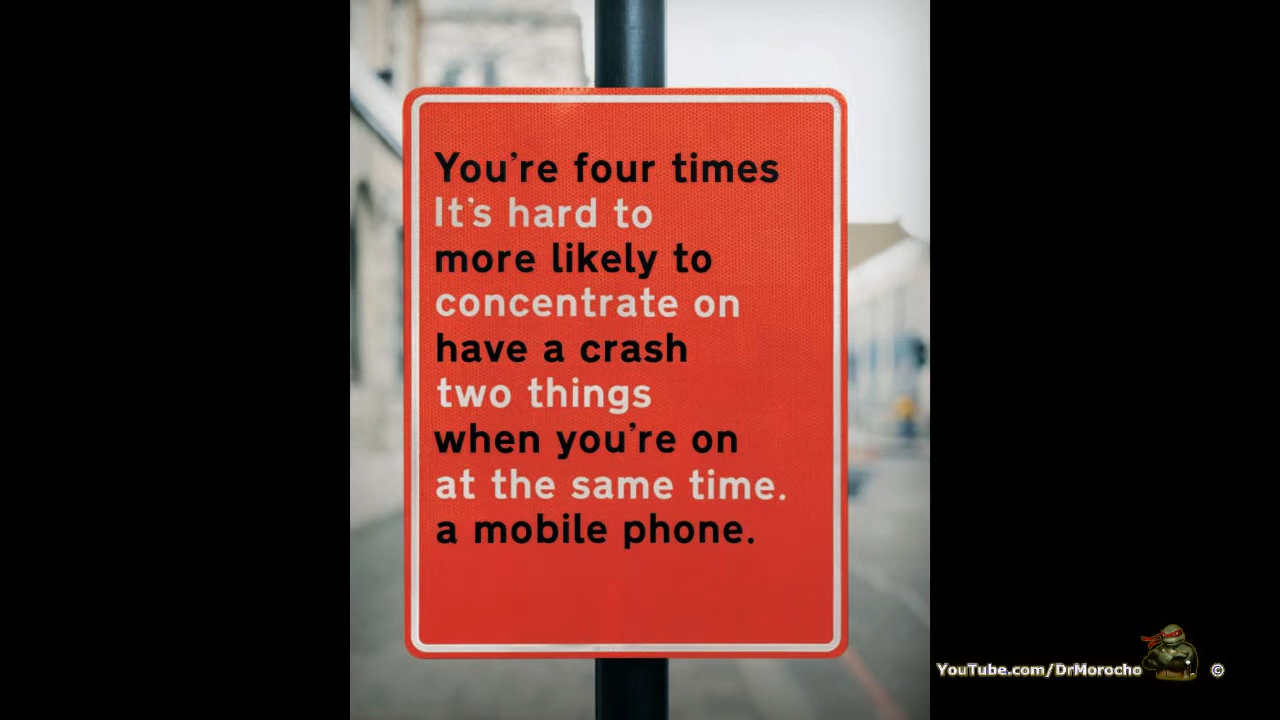 You're four times
It's hard to
more likely to
concentrate on
have a crash
two things
when you're on
at the same time.
a mobile phone.
YouTube.com/DrMorocho ©